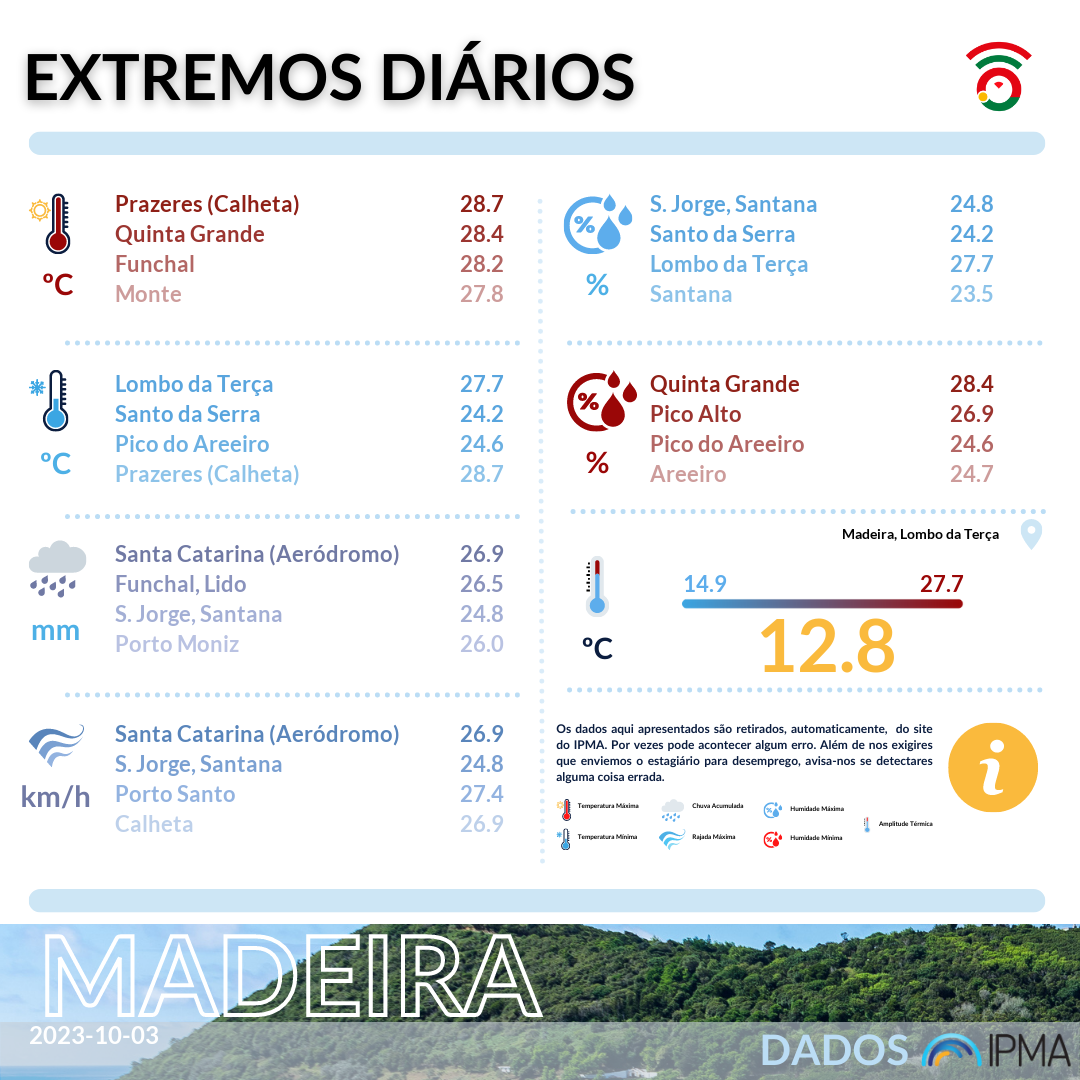 EXTREMOS DIÁRIOS
Prazeres (Calheta) 28.7
Quinta Grande 28.4
Funchal 28.2
Monte 27.8
ºC
Lombo da Terça 27.7
Santo da Serra 24.2
Pico do Areeiro 24.6
Prazeres (Calheta) 28.7
ºC
Santa Catarina (Aeródromo) 26.9
Funchal, Lido 26.5
S. Jorge, Santana 24.8
Porto Moniz 26.0
mm
Santa Catarina (Aeródromo) 26.9
S. Jorge, Santana 24.8
Porto Santo 27.4
Calheta 26.9
km/h
%
S. Jorge, Santana 24.8
Santo da Serra 24.2
Lombo da Terça 27.7
Santana 23.5
%
%
Quinta Grande 28.4
Pico Alto 26.9
Pico do Areeiro 24.6
Areeiro 24.7
%
Madeira, Lombo da Terça
14.9 27.7
12.8
ºC
Os dados aqui apresentados são retirados, automaticamente, do site
do IPMA. Por vezes pode acontecer algum erro. Além de nos exigires
que enviemos o estagiário para desemprego, avisa-nos se detectares
alguma coisa errada.
i
Temperatura Máxima
Chuva Acumulada
Humidade Máxima
Amplitude Térmica
Temperatura Mínima
Rajada Máxima
Humidade Mínima
MADEIRA
2023-10-03
DADOS IPMA